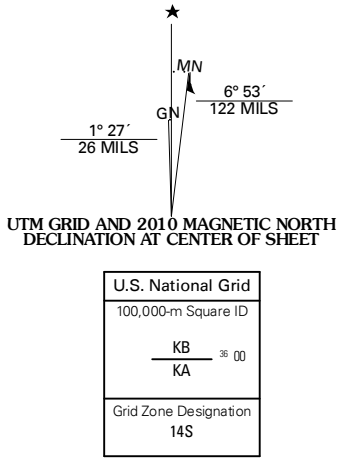 MN
GN
6° 53´
122 MILS
1° 27´
26 MILS
UTM GRID AND 2010 MAGNETIC NORTH
DECLINATION AT CENTER OF SHEET
U.S. National Grid
100,000-m Square ID
KB
36 00
KA
Grid Zone Designation
14S